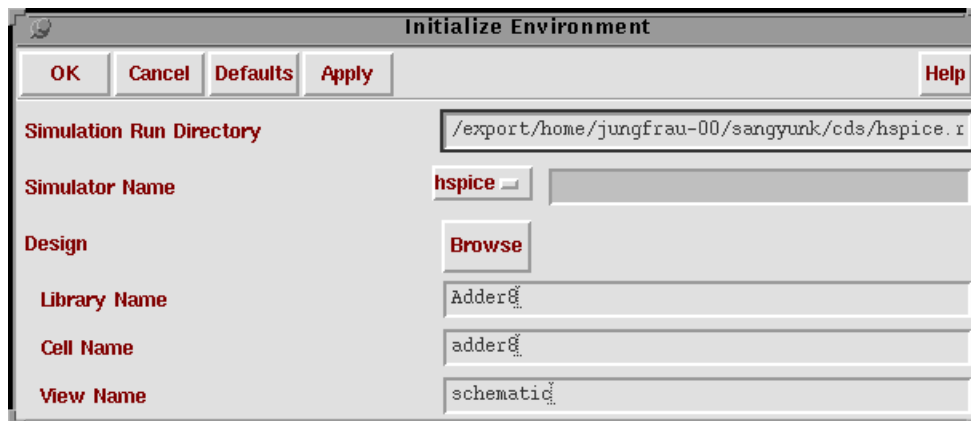 Initialize Environment
OK Cancel Defaults Apply Help
Simulation Run Directory /export/home/jungfrau-00/sangyunk/cds/hspice.r
Simulator Name hspice
Design Browse
Library Name Adder8
Cell Name adder8
View Name schematic